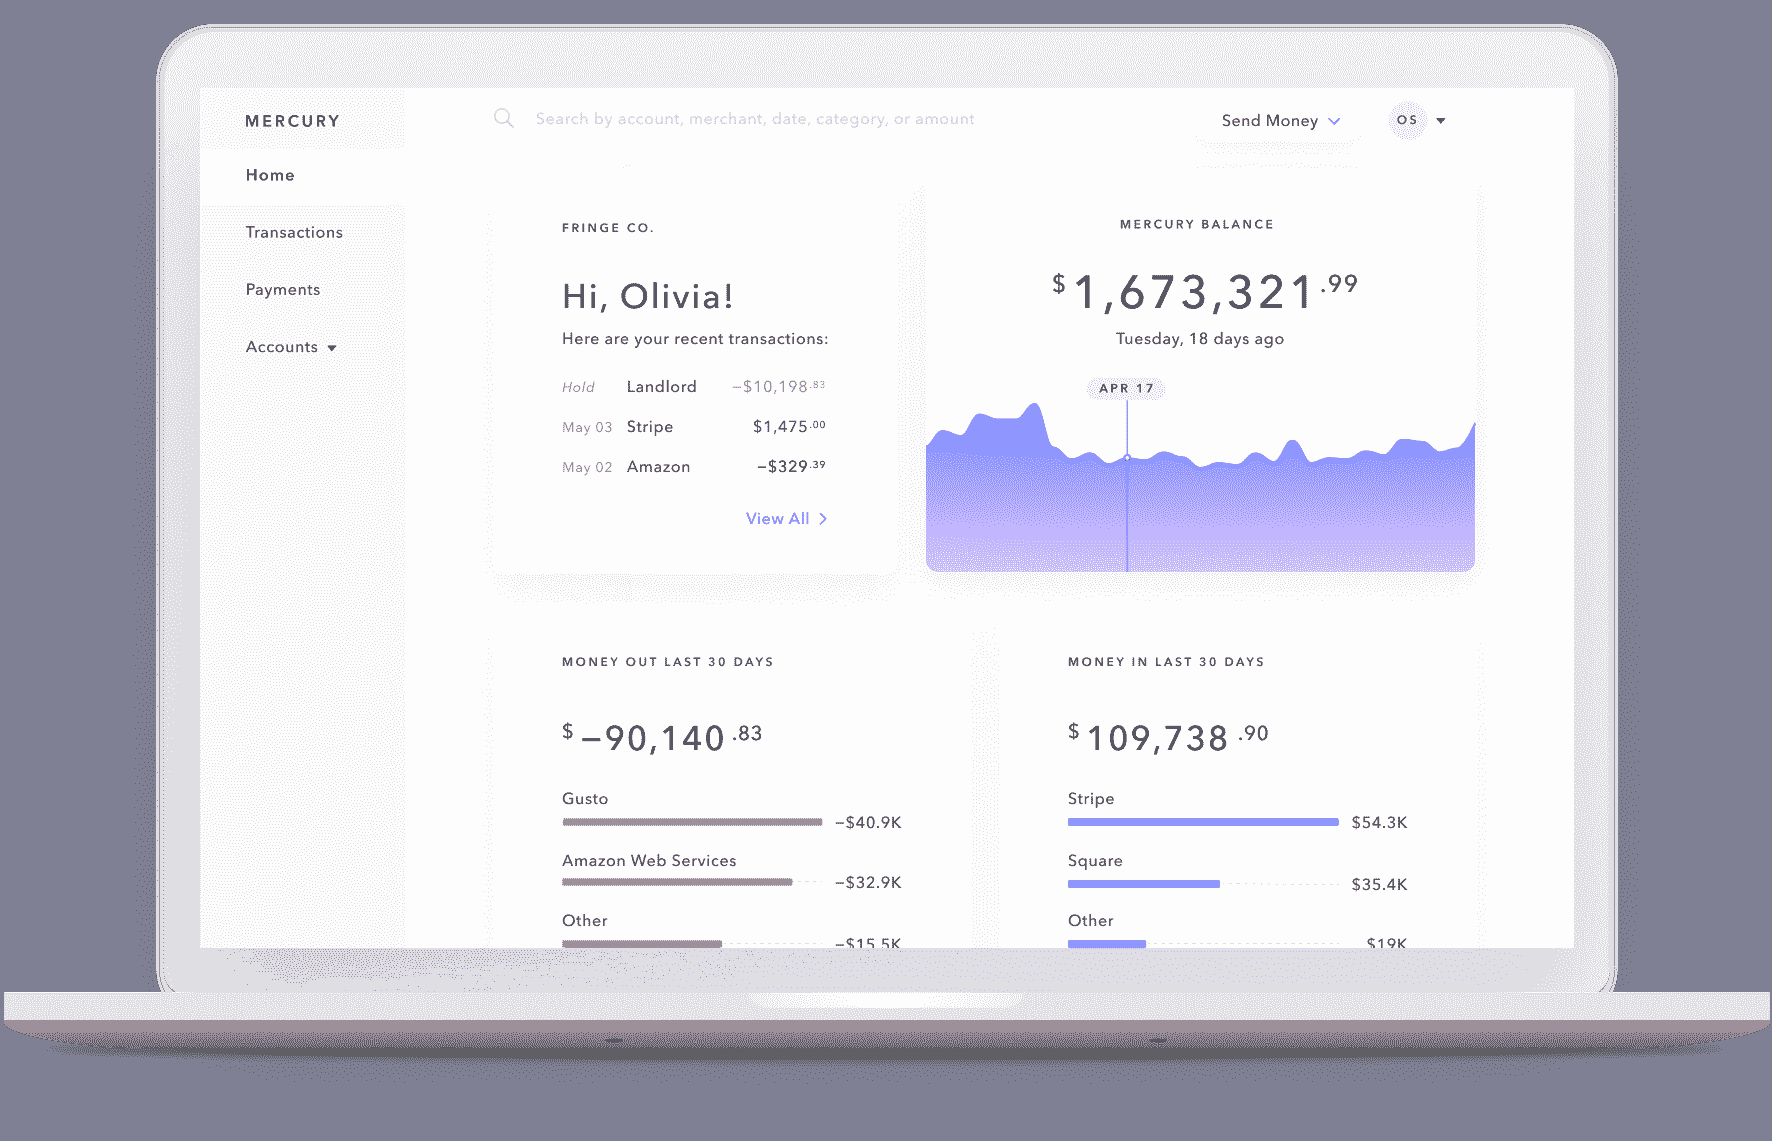 MERCURY
Search by account, merchant, date, category, or amount
Send Money
OS
Home
Transactions
Payments
Accounts
FRINGE CO.
Hi, Olivia!
Here are your recent transactions:
Hold Landlord −$10,198.83
May 03 Stripe $1,475.00
May 02 Amazon −$329.39
View All
MERCURY BALANCE
$1,673,321.99
Tuesday, 18 days ago
APR 17
MONEY OUT LAST 30 DAYS
$−90,140.83
Gusto
−$40.9K
Amazon Web Services
−$32.9K
Other
−$15.5K
MONEY IN LAST 30 DAYS
$109,738.90
Stripe
$54.3K
Square
$35.4K
Other
$19K